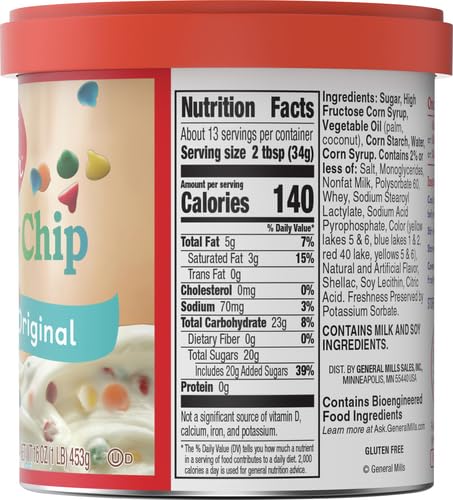 Chip
Original
NET WT 16 OZ (1 LB) 453g
U D
Nutrition Facts
About 13 servings per container
Serving size 2 tbsp (34g)
Amount per serving
Calories 140
% Daily Value*
Total Fat 5g 7%
Saturated Fat 3g 15%
Trans Fat 0g
Cholesterol 0mg 0%
Sodium 70mg 3%
Total Carbohydrate 23g 8%
Dietary Fiber 0g 0%
Total Sugars 20g
Includes 20g Added Sugars 39%
Protein 0g
Not a significant source of vitamin D,
calcium, iron, and potassium.
* The % Daily Value (DV) tells you how much a nutrient
in a serving of food contributes to a daily diet. 2,000
calories a day is used for general nutrition advice.
Ingredients: Sugar, High
Fructose Corn Syrup,
Vegetable Oil (palm,
coconut), Corn Starch, Water,
Corn Syrup. Contains 2% or
less of: Salt, Monoglycerides,
Nonfat Milk, Polysorbate 60,
Whey, Sodium Stearoyl
Lactylate, Sodium Acid
Pyrophosphate, Color (yellow
lakes 5 & 6, blue lakes 1 & 2,
red 40 lake, yellows 5 & 6),
Natural and Artificial Flavor,
Shellac, Soy Lecithin, Citric
Acid. Freshness Preserved by
Potassium Sorbate.
CONTAINS MILK AND SOY
INGREDIENTS.
DIST. BY GENERAL MILLS SALES, INC.,
MINNEAPOLIS, MN 55440 USA
Contains Bioengineered
Food Ingredients
Learn more at Ask.GeneralMills.com
GLUTEN FREE
© General Mills